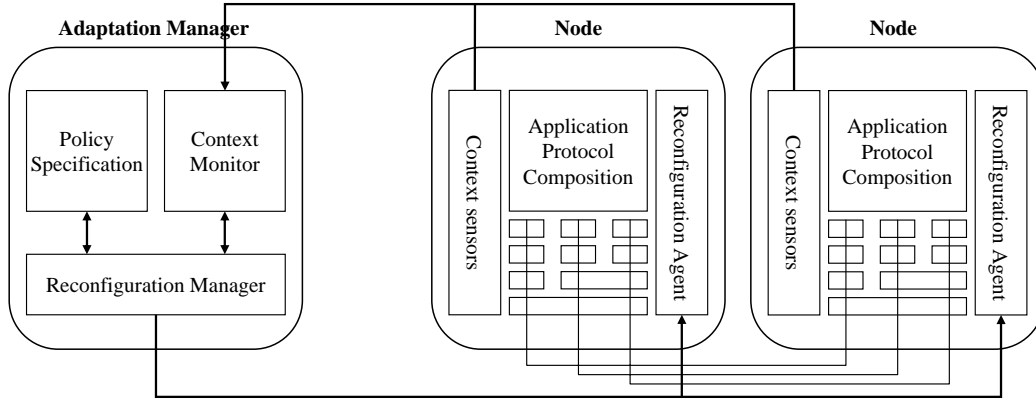 Adaptation Manager
Policy
Specification
Context
Monitor
Reconfiguration Manager
Node
Context sensors
Application
Protocol
Composition
Reconfiguration Agent
Node
Context sensors
Application
Protocol
Composition
Reconfiguration Agent